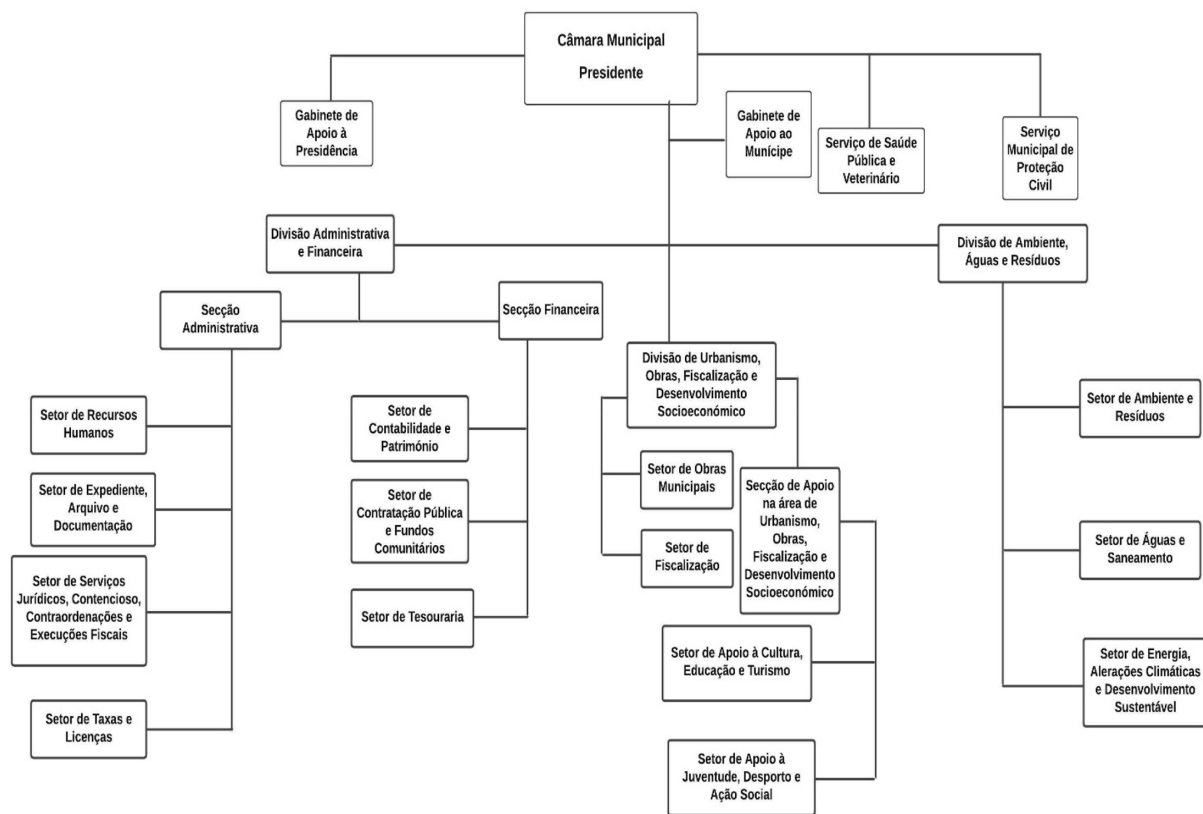 Câmara Municipal
Presidente
Gabinete de
Apoio à
Presidência
Gabinete de
Apoio ao
Munícipe
Serviço de Saúde
Pública e
Veterinário
Serviço
Municipal de
Proteção
Civil
Divisão Administrativa
e Financeira
Divisão de Ambiente,
Águas e Resíduos
Secção
Administrativa
Secção Financeira
Divisão de Urbanismo,
Obras, Fiscalização e
Desenvolvimento
Socioeconómico
Setor de Recursos
Humanos
Setor de Expediente,
Arquivo e
Documentação
Setor de Serviços
Jurídicos, Contencioso,
Contraordenações e
Execuções Fiscais
Setor de Taxas e
Licenças
Setor de
Contabilidade e
Património
Setor de
Contratação Pública
e Fundos
Comunitários
Setor de Tesouraria
Setor de Obras
Municipais
Setor de
Fiscalização
Secção de Apoio
na área de
Urbanismo,
Obras,
Fiscalização e
Desenvolvimento
Socioeconómico
Setor de Apoio à Cultura,
Educação e Turismo
Setor de Apoio à
Juventude, Desporto e
Ação Social
Setor de Ambiente e
Resíduos
Setor de Águas e
Saneamento
Setor de Energia,
Alerações Climáticas
e Desenvolvimento
Sustentável